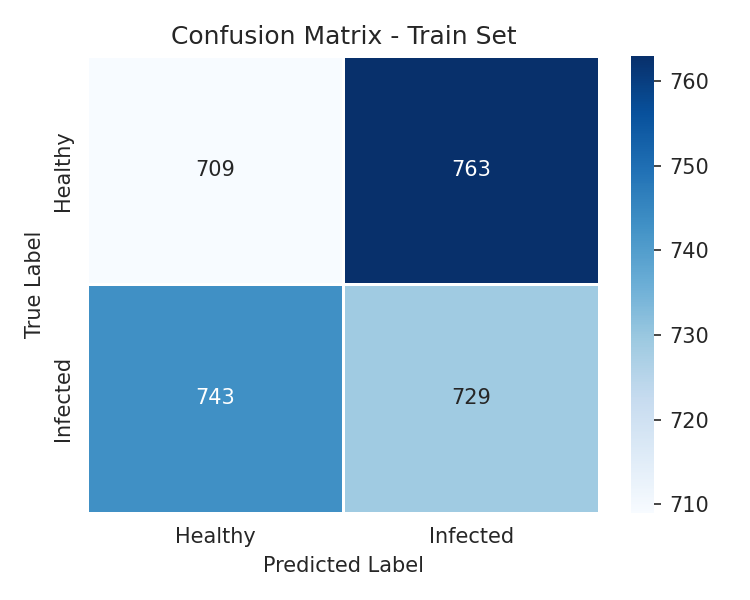 Confusion Matrix - Train Set
True Label
Healthy
709
763
Infected
743
729
Healthy
Infected
Predicted Label
760
750
740
730
720
710